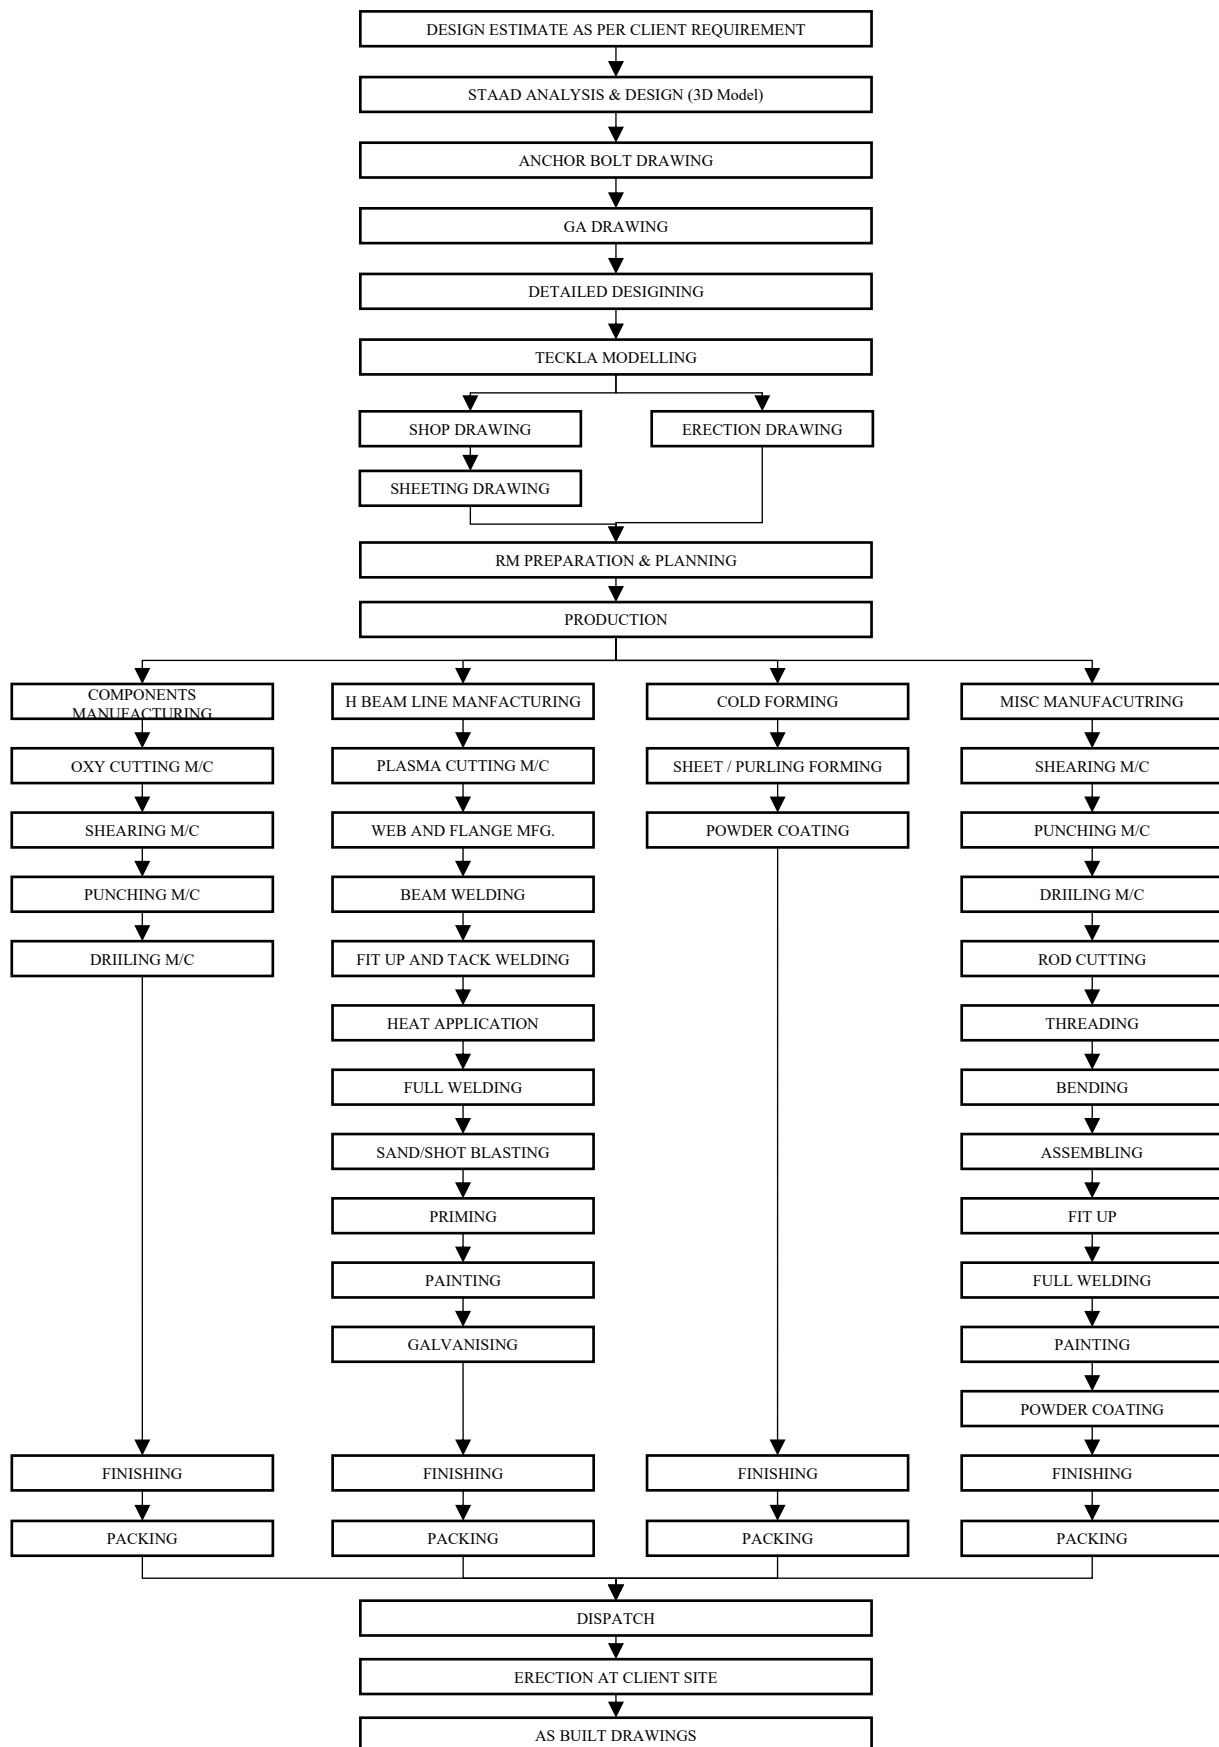 DESIGN ESTIMATE AS PER CLIENT REQUIREMENT
STAAD ANALYSIS & DESIGN (3D Model)
ANCHOR BOLT DRAWING
GA DRAWING
DETAILED DESIGINING
TECKLA MODELLING
SHOP DRAWING
ERECTION DRAWING
SHEETING DRAWING
RM PREPARATION & PLANNING
PRODUCTION
COMPONENTS
MANUFACTURING
OXY CUTTING M/C
SHEARING M/C
PUNCHING M/C
DRIILING M/C
FINISHING
PACKING
H BEAM LINE MANFACTURING
PLASMA CUTTING M/C
WEB AND FLANGE MFG.
BEAM WELDING
FIT UP AND TACK WELDING
HEAT APPLICATION
FULL WELDING
SAND/SHOT BLASTING
PRIMING
PAINTING
GALVANISING
FINISHING
PACKING
COLD FORMING
SHEET / PURLING FORMING
POWDER COATING
FINISHING
PACKING
MISC MANUFACUTRING
SHEARING M/C
PUNCHING M/C
DRIILING M/C
ROD CUTTING
THREADING
BENDING
ASSEMBLING
FIT UP
FULL WELDING
PAINTING
POWDER COATING
FINISHING
PACKING
DISPATCH
ERECTION AT CLIENT SITE
AS BUILT DRAWINGS